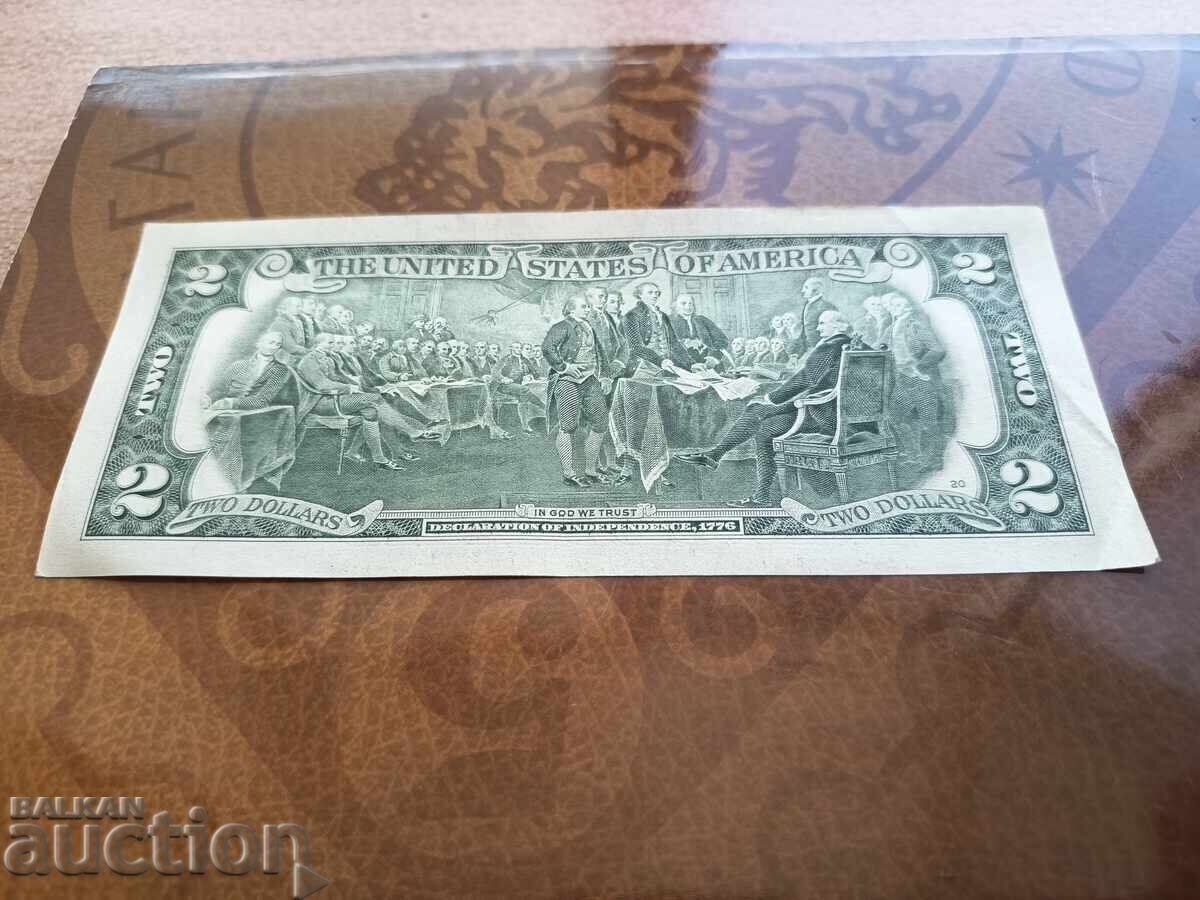 THE UNITED STATES OF AMERICA
2
2
TWO
TWO
2
2
20
TWO DOLLARS
IN GOD WE TRUST
TWO DOLLARS
DECLARATION OF INDEPENDENCE, 1776
BALKAN
auction